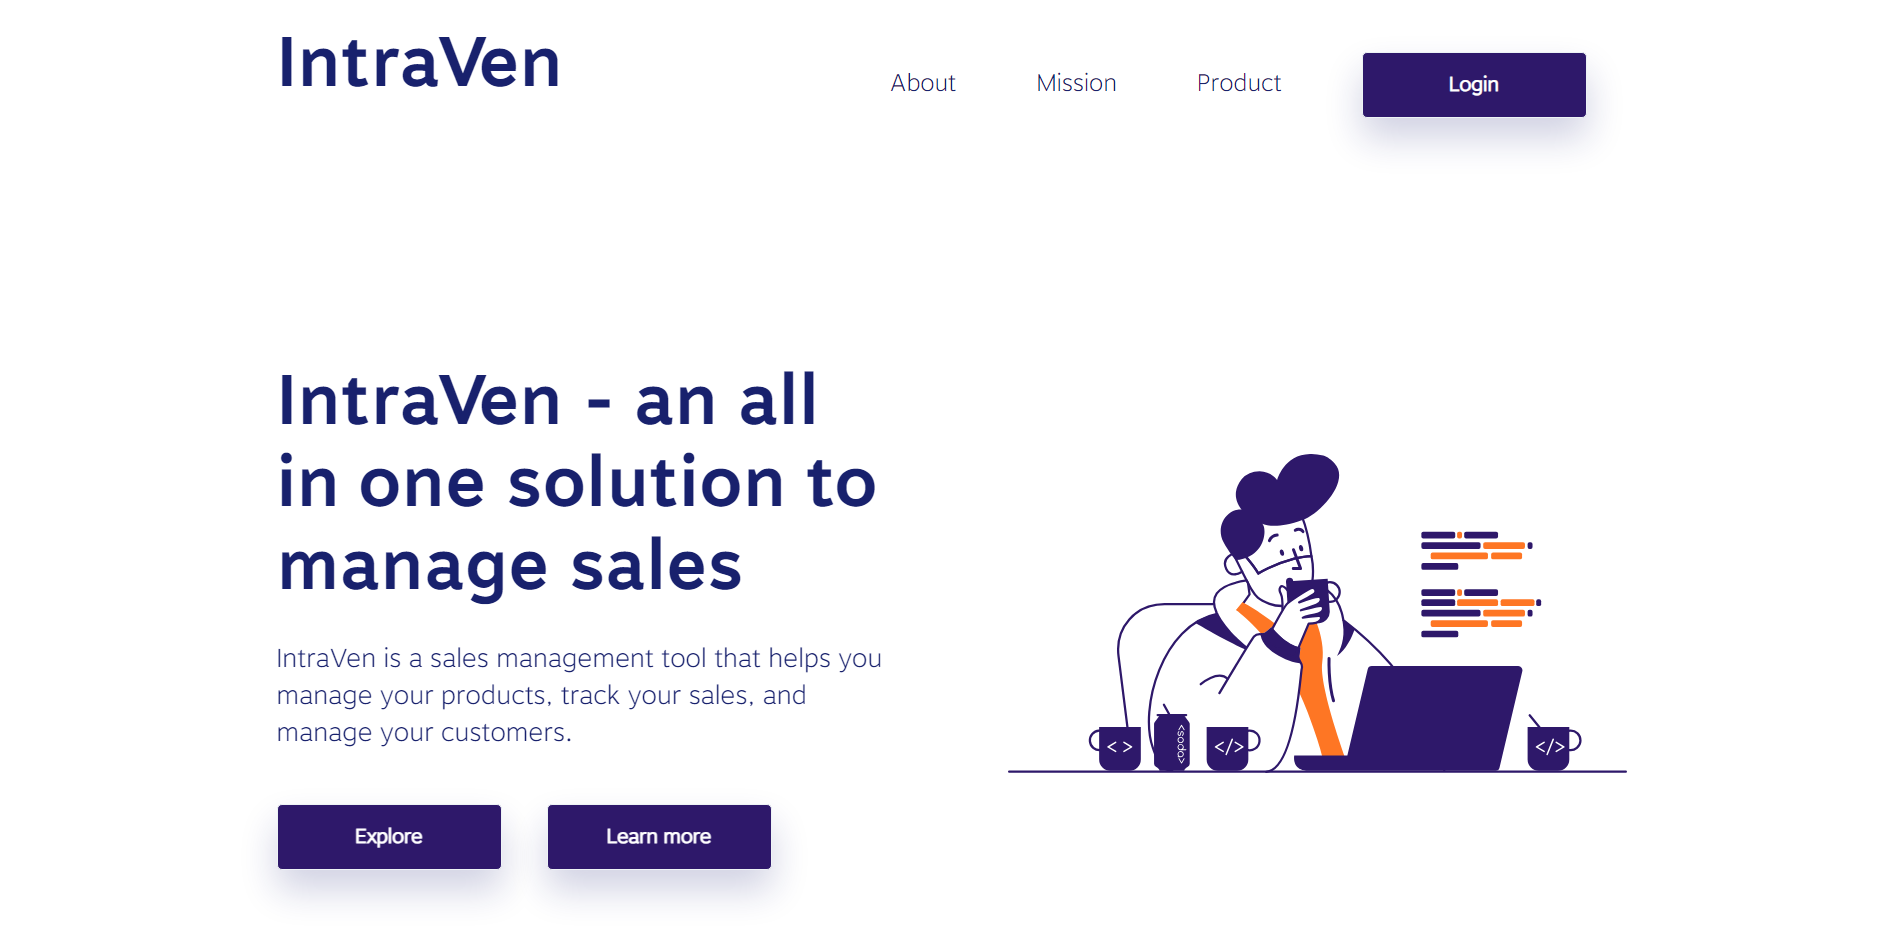 IntraVen
About
Mission
Product
Login
IntraVen - an all
in one solution to
manage sales
IntraVen is a sales management tool that helps you
manage your products, track your sales, and
manage your customers.
Explore
Learn more
< >
<sodo>
</>
</>